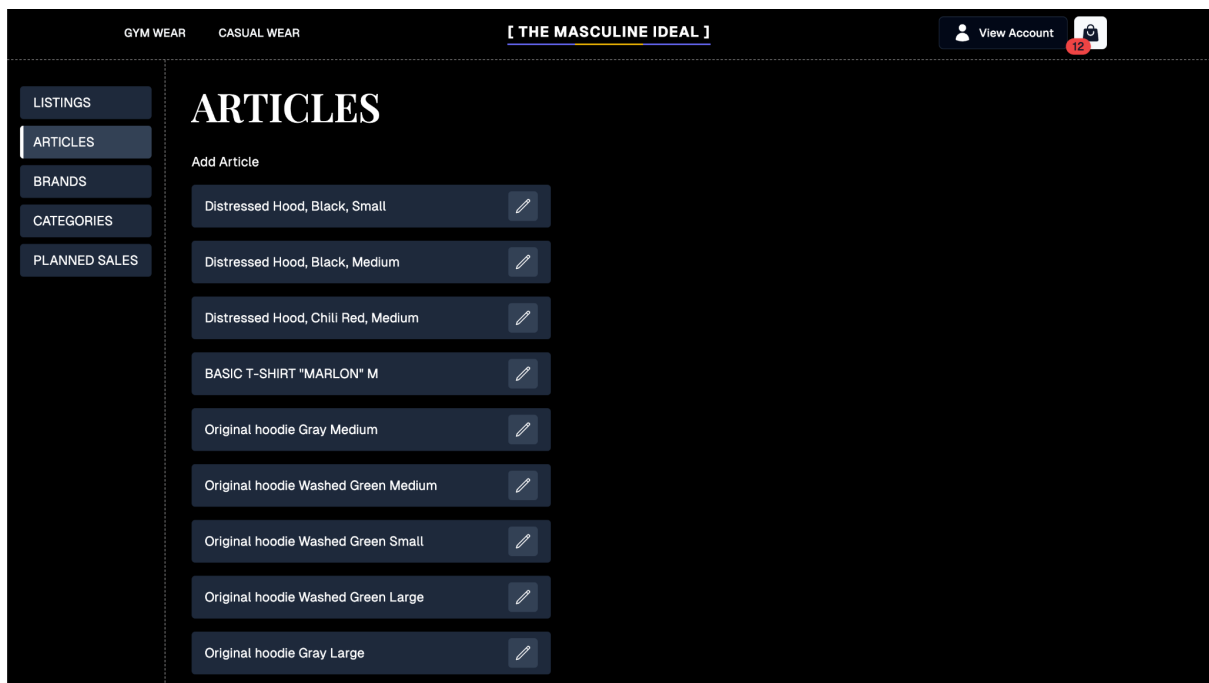 GYM WEAR CASUAL WEAR [ THE MASCULINE IDEAL ] View Account
12
LISTINGS
ARTICLES
BRANDS
CATEGORIES
PLANNED SALES
ARTICLES
Add Article
Distressed Hood, Black, Small
Distressed Hood, Black, Medium
Distressed Hood, Chili Red, Medium
BASIC T-SHIRT "MARLON" M
Original hoodie Gray Medium
Original hoodie Washed Green Medium
Original hoodie Washed Green Small
Original hoodie Washed Green Large
Original hoodie Gray Large